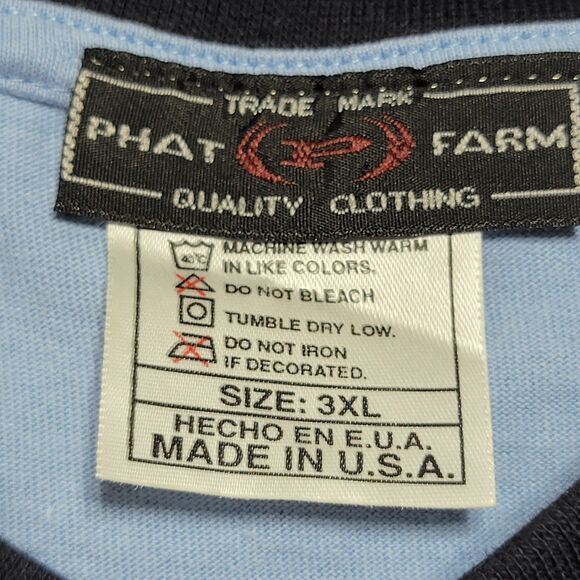 TRADE MARK
PHAT FARM
QUALITY CLOTHING
40°C MACHINE WASH WARM
IN LIKE COLORS.
DO NOT BLEACH
TUMBLE DRY LOW.
DO NOT IRON
IF DECORATED.
SIZE: 3XL
HECHO EN E.U.A.
MADE IN U.S.A.